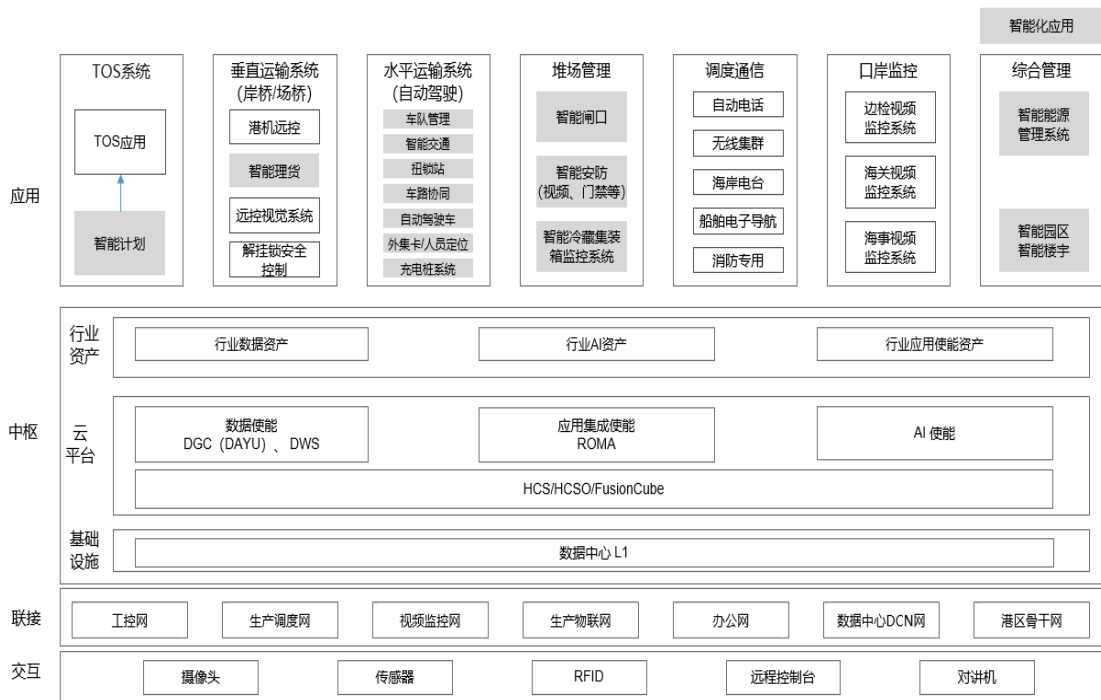 智能化应用
应用
TOS系统
TOS应用
智能计划
垂直运输系统
(岸桥/场桥)
港机远控
智能理货
远控视觉系统
解挂锁安全
控制
水平运输系统
(自动驾驶)
车队管理
智能交通
扭锁站
车路协同
自动驾驶车
外集卡/人员定位
充电桩系统
堆场管理
智能闸口
智能安防
(视频、门禁等)
智能冷藏集装
箱监控系统
调度通信
自动电话
无线集群
海岸电台
船舶电子导航
消防专用
口岸监控
边检视频
监控系统
海关视频
监控系统
海事视频
监控系统
综合管理
智能能源
管理系统
智能园区
智能楼宇
中枢
行业
资产
行业数据资产
行业AI资产
行业应用使能资产
云
平台
数据使能
DGC（DAYU）、DWS
应用集成使能
ROMA
AI 使能
HCS/HCSO/FusionCube
基础
设施
数据中心 L1
联接
工控网
生产调度网
视频监控网
生产物联网
办公网
数据中心DCN网
港区骨干网
交互
摄像头
传感器
RFID
远程控制台
对讲机